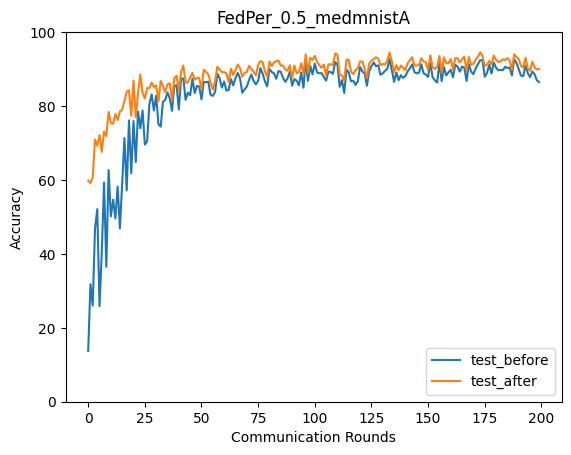 FedPer_0.5_medmnistA
100
80
60
40
20
0
Accuracy
0 25 50 75 100 125 150 175 200
Communication Rounds
test_before
test_after